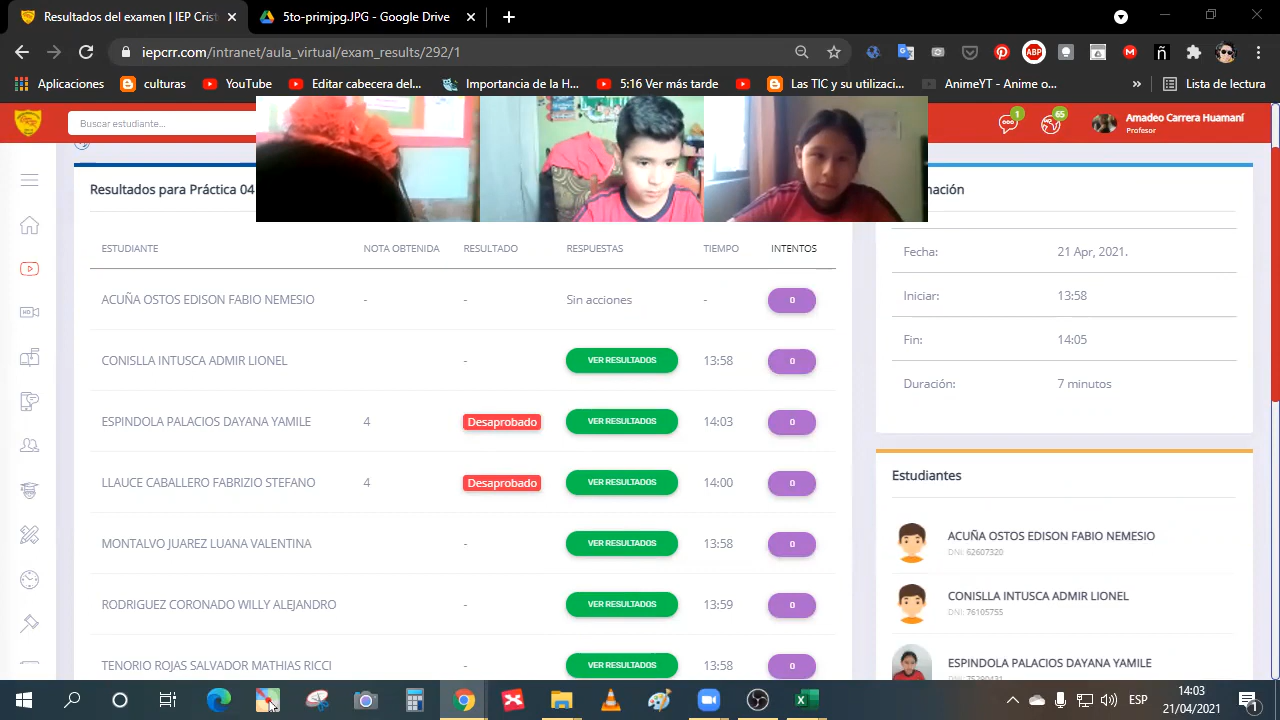 Resultados del examen | IEP Cris
5to-primjpg.JPG - Google Drive
iepcrr.com/intranet/aula_virtual/exam_results/292/1
ABP
ñ
Aplicaciones
culturas
YouTube
Editar cabecera del...
Importancia de la H...
5:16 Ver más tarde
Las TIC y su utilizaci...
AnimeYT - Anime o...
»
Lista de lectura
Buscar estudiante...
1
65
Amadeo Carrera Huamaní
Profesor
Resultados para Práctica 04
nación
ESTUDIANTE NOTA OBTENIDA RESULTADO RESPUESTAS TIEMPO INTENTOS
ACUÑA OSTOS EDISON FABIO NEMESIO - - Sin acciones - 0
CONISLLA INTUSCA ADMIR LIONEL - VER RESULTADOS 13:58 0
ESPINDOLA PALACIOS DAYANA YAMILE 4 Desaprobado VER RESULTADOS 14:03 0
LLAUCE CABALLERO FABRIZIO STEFANO 4 Desaprobado VER RESULTADOS 14:00 0
MONTALVO JUAREZ LUANA VALENTINA - VER RESULTADOS 13:58 0
RODRIGUEZ CORONADO WILLY ALEJANDRO - VER RESULTADOS 13:59 0
TENORIO ROJAS SALVADOR MATHIAS RICCI - VER RESULTADOS 13:58 0
Fecha: 21 Apr, 2021.
Iniciar: 13:58
Fin: 14:05
Duración: 7 minutos
Estudiantes
ACUÑA OSTOS EDISON FABIO NEMESIO
DNI: 62607320
CONISLLA INTUSCA ADMIR LIONEL
DNI: 76105755
ESPINDOLA PALACIOS DAYANA YAMILE
ESP
14:03
21/04/2021
1